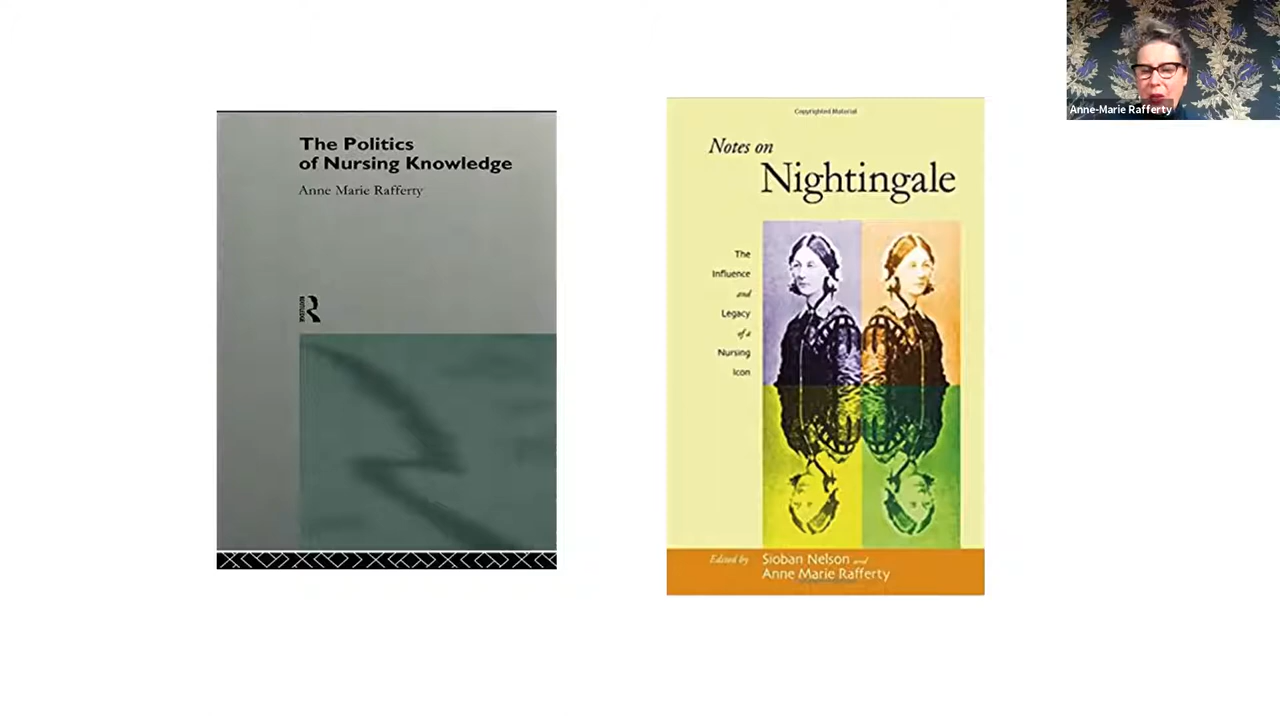 The Politics
of Nursing Knowledge
Anne Marie Rafferty
R
ROUTLEDGE
Copyrighted Material
Notes on
Nightingale
The
Influence
and
Legacy
of a
Nursing
Icon
Edited by Sioban Nelson and
Anne Marie Rafferty
Anne-Marie Rafferty